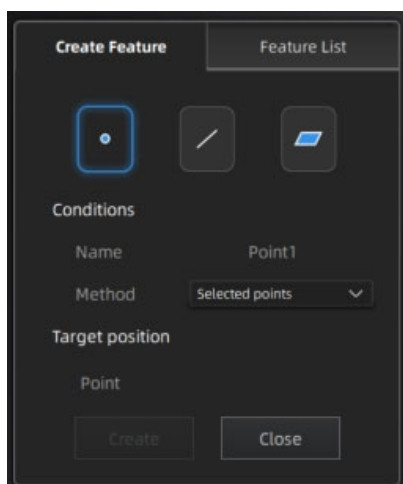 Create Feature Feature List
Conditions
Name Point1
Method Selected points
Target position
Point
Create Close